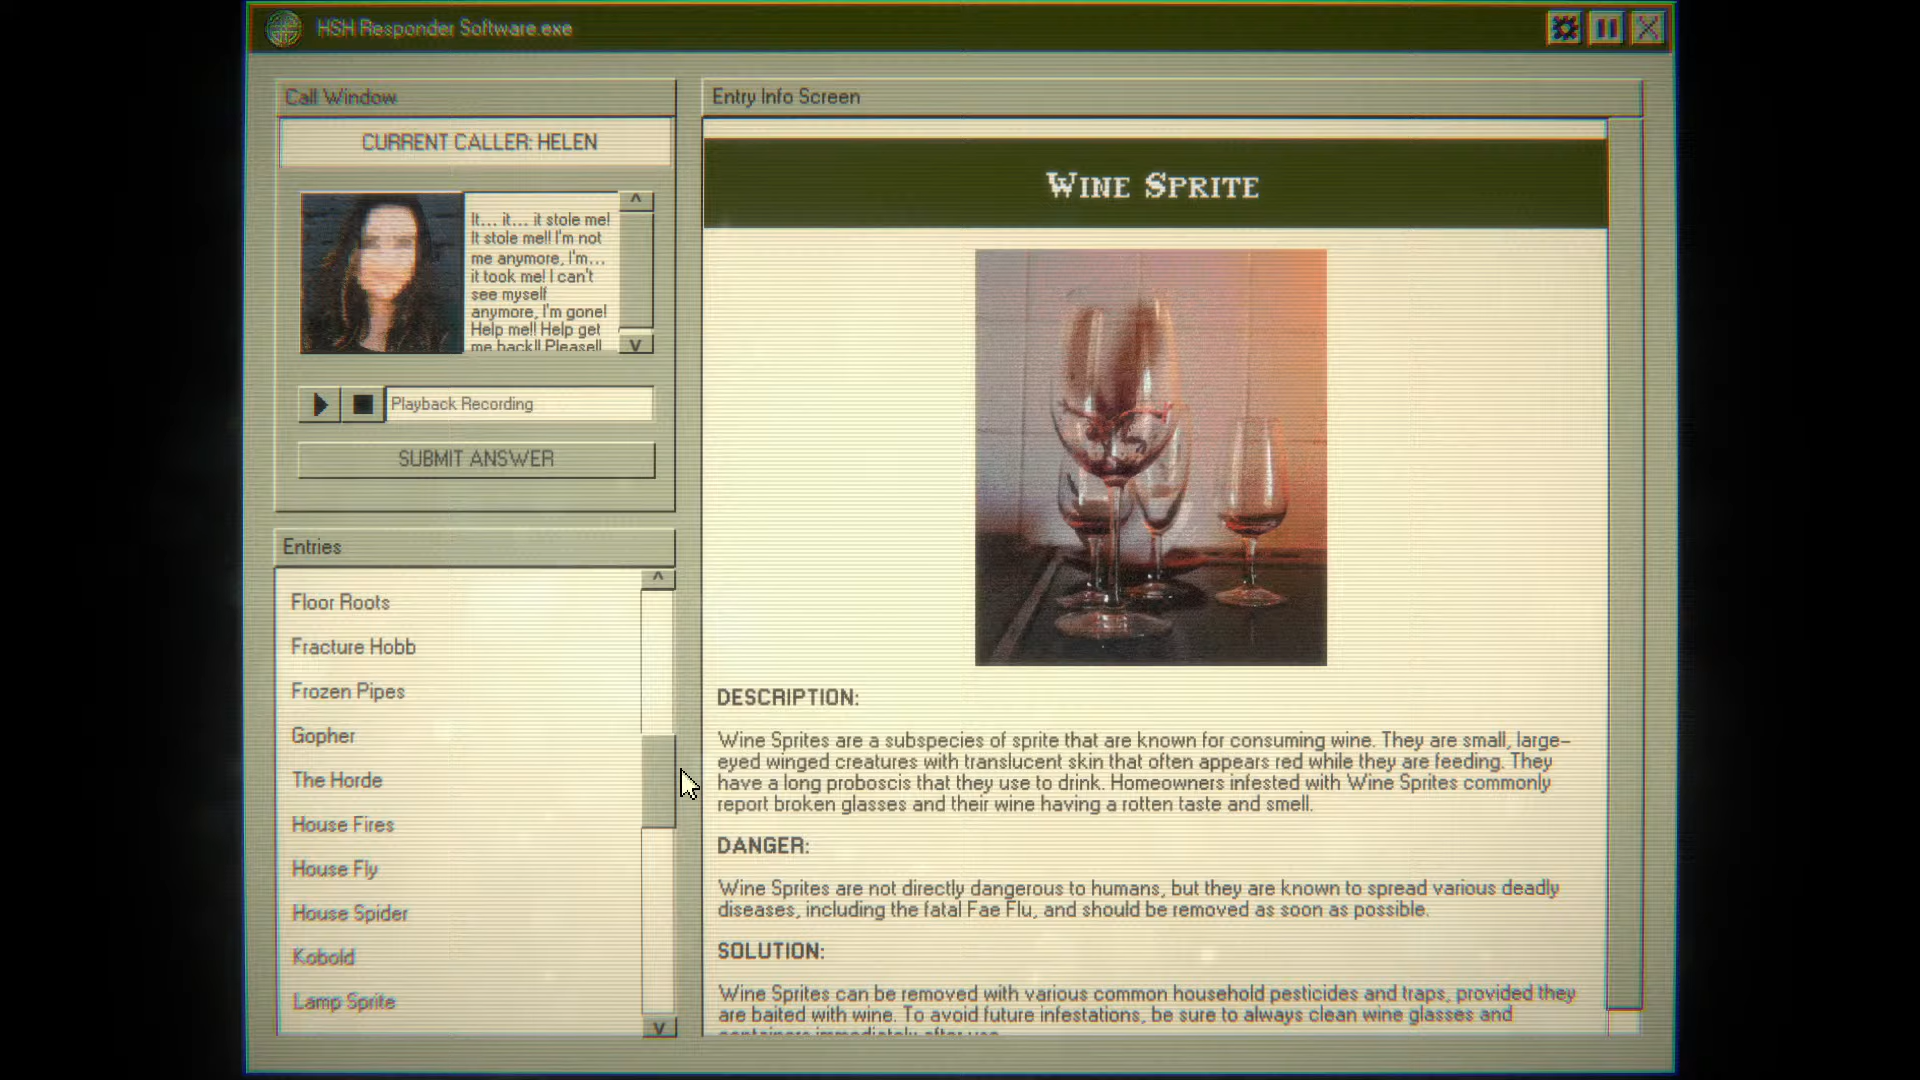 HSH Responder Software.exe
Call Window
CURRENT CALLER: HELEN
It... it... it stole me!
It stole me!! I'm not
me anymore, I'm...
it took me! I can't
see myself
anymore, I'm gone!
Help me!! Help get
me back!! Please!!
Playback Recording
SUBMIT ANSWER
Entries
Floor Roots
Fracture Hobb
Frozen Pipes
Gopher
The Horde
House Fires
House Fly
House Spider
Kobold
Lamp Sprite
Entry Info Screen
WINE SPRITE
DESCRIPTION:
Wine Sprites are a subspecies of sprite that are known for consuming wine. They are small, large-
eyed winged creatures with translucent skin that often appears red while they are feeding. They
have a long proboscis that they use to drink. Homeowners infested with Wine Sprites commonly
report broken glasses and their wine having a rotten taste and smell.
DANGER:
Wine Sprites are not directly dangerous to humans, but they are known to spread various deadly
diseases, including the fatal Fae Flu, and should be removed as soon as possible.
SOLUTION:
Wine Sprites can be removed with various common household pesticides and traps, provided they
are baited with wine. To avoid future infestations, be sure to always clean wine glasses and
containers immediately after use.